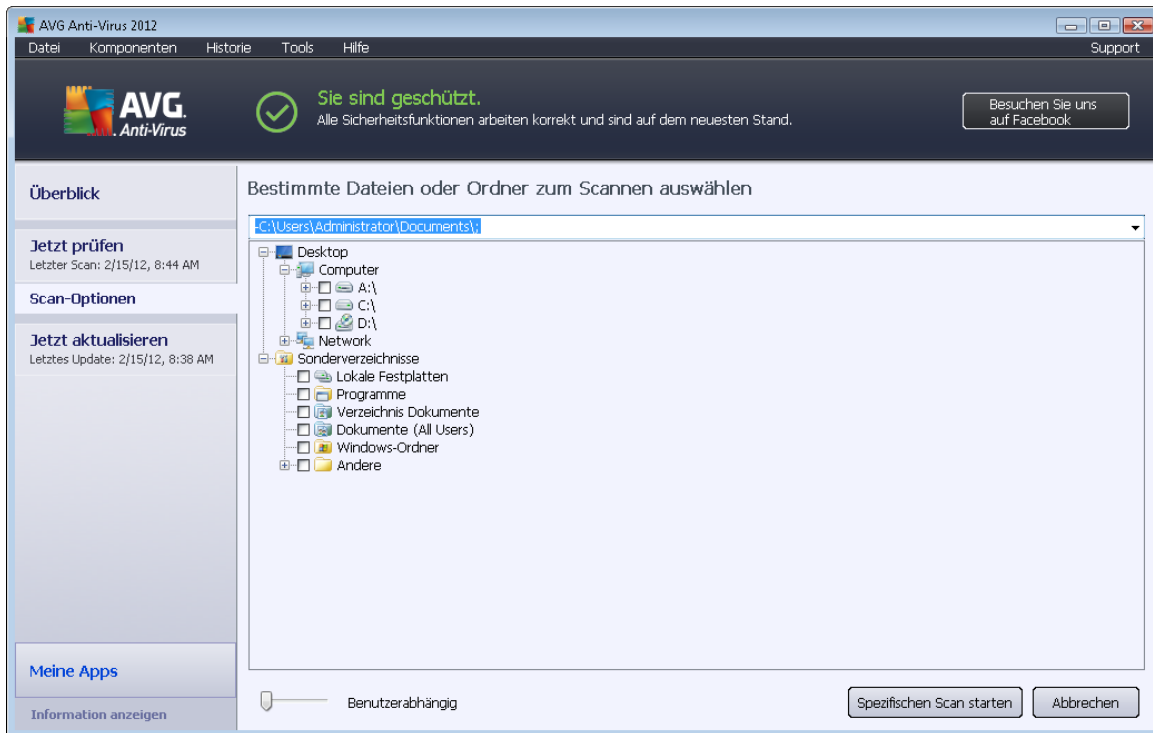 AVG Anti-Virus 2012
Datei Komponenten Historie Tools Hilfe Support
AVG.
Anti-Virus
Sie sind geschützt.
Alle Sicherheitsfunktionen arbeiten korrekt und sind auf dem neuesten Stand.
Besuchen Sie uns
auf Facebook
Überblick
Jetzt prüfen
Letzter Scan: 2/15/12, 8:44 AM
Scan-Optionen
Jetzt aktualisieren
Letztes Update: 2/15/12, 8:38 AM
Meine Apps
Information anzeigen
Bestimmte Dateien oder Ordner zum Scannen auswählen
-C:\Users\Administrator\Documents\;
Desktop
Computer
A:\
C:\
D:\
Network
Sonderverzeichnisse
Lokale Festplatten
Programme
Verzeichnis Dokumente
Dokumente (All Users)
Windows-Ordner
Andere
Benutzerabhängig
Spezifischen Scan starten
Abbrechen